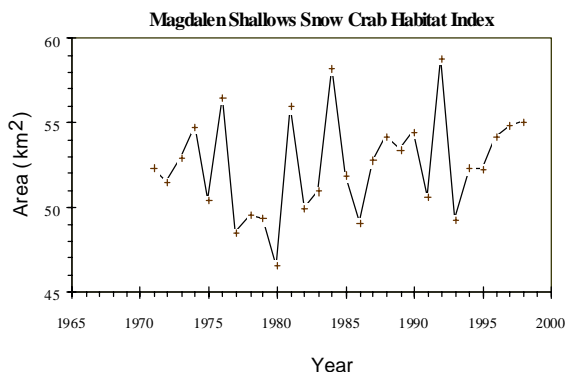 Magdalen Shallows Snow Crab Habitat Index
60
55
50
45
Area (km2)
1965 1970 1975 1980 1985 1990 1995 2000
Year